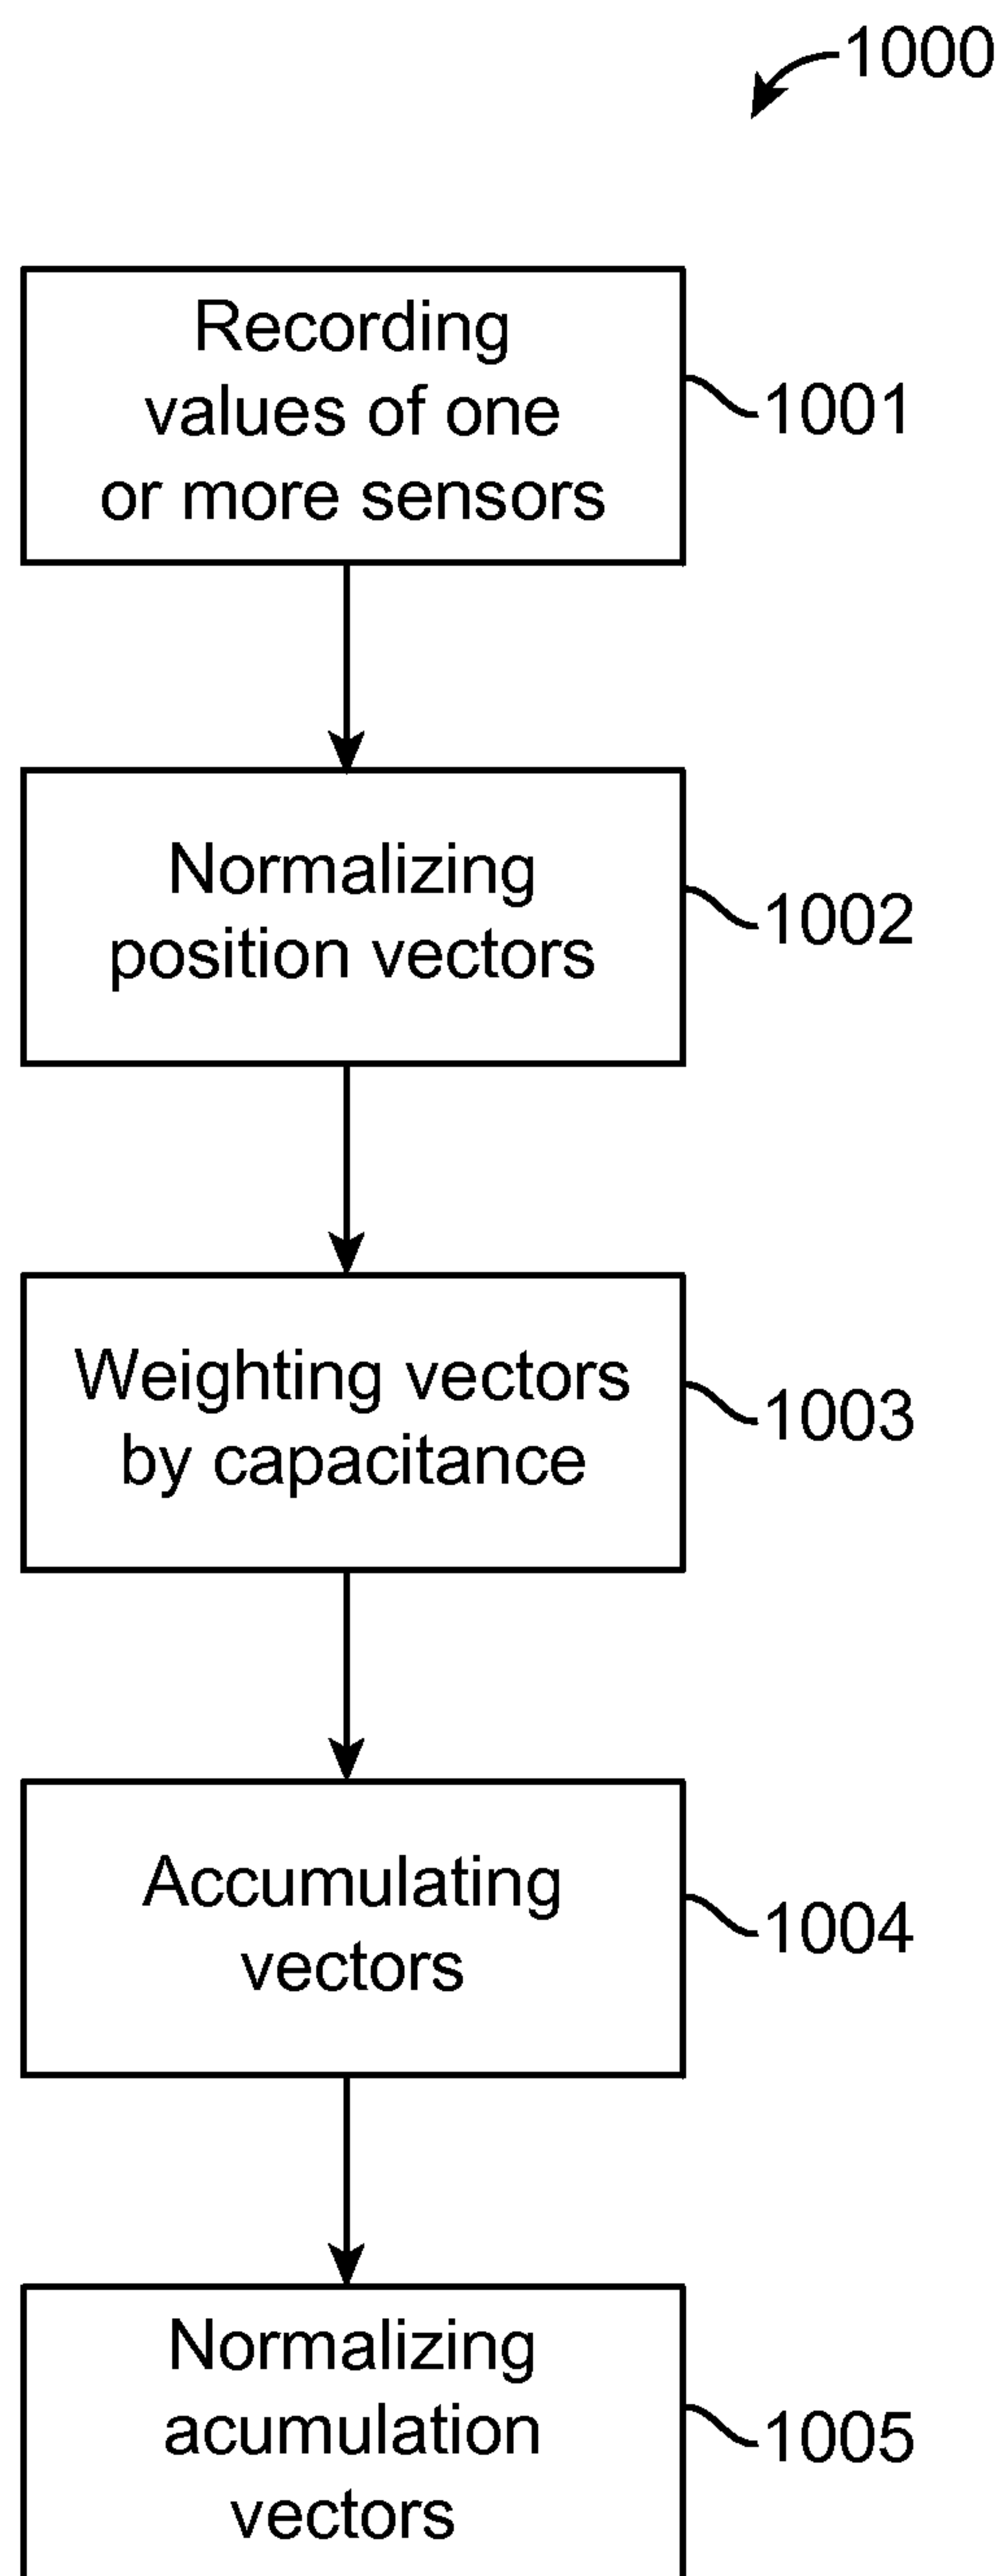 1000
Recording
values of one
or more sensors
1001
Normalizing
position vectors
1002
Weighting vectors
by capacitance
1003
Accumulating
vectors
1004
Normalizing
acumulation
vectors
1005